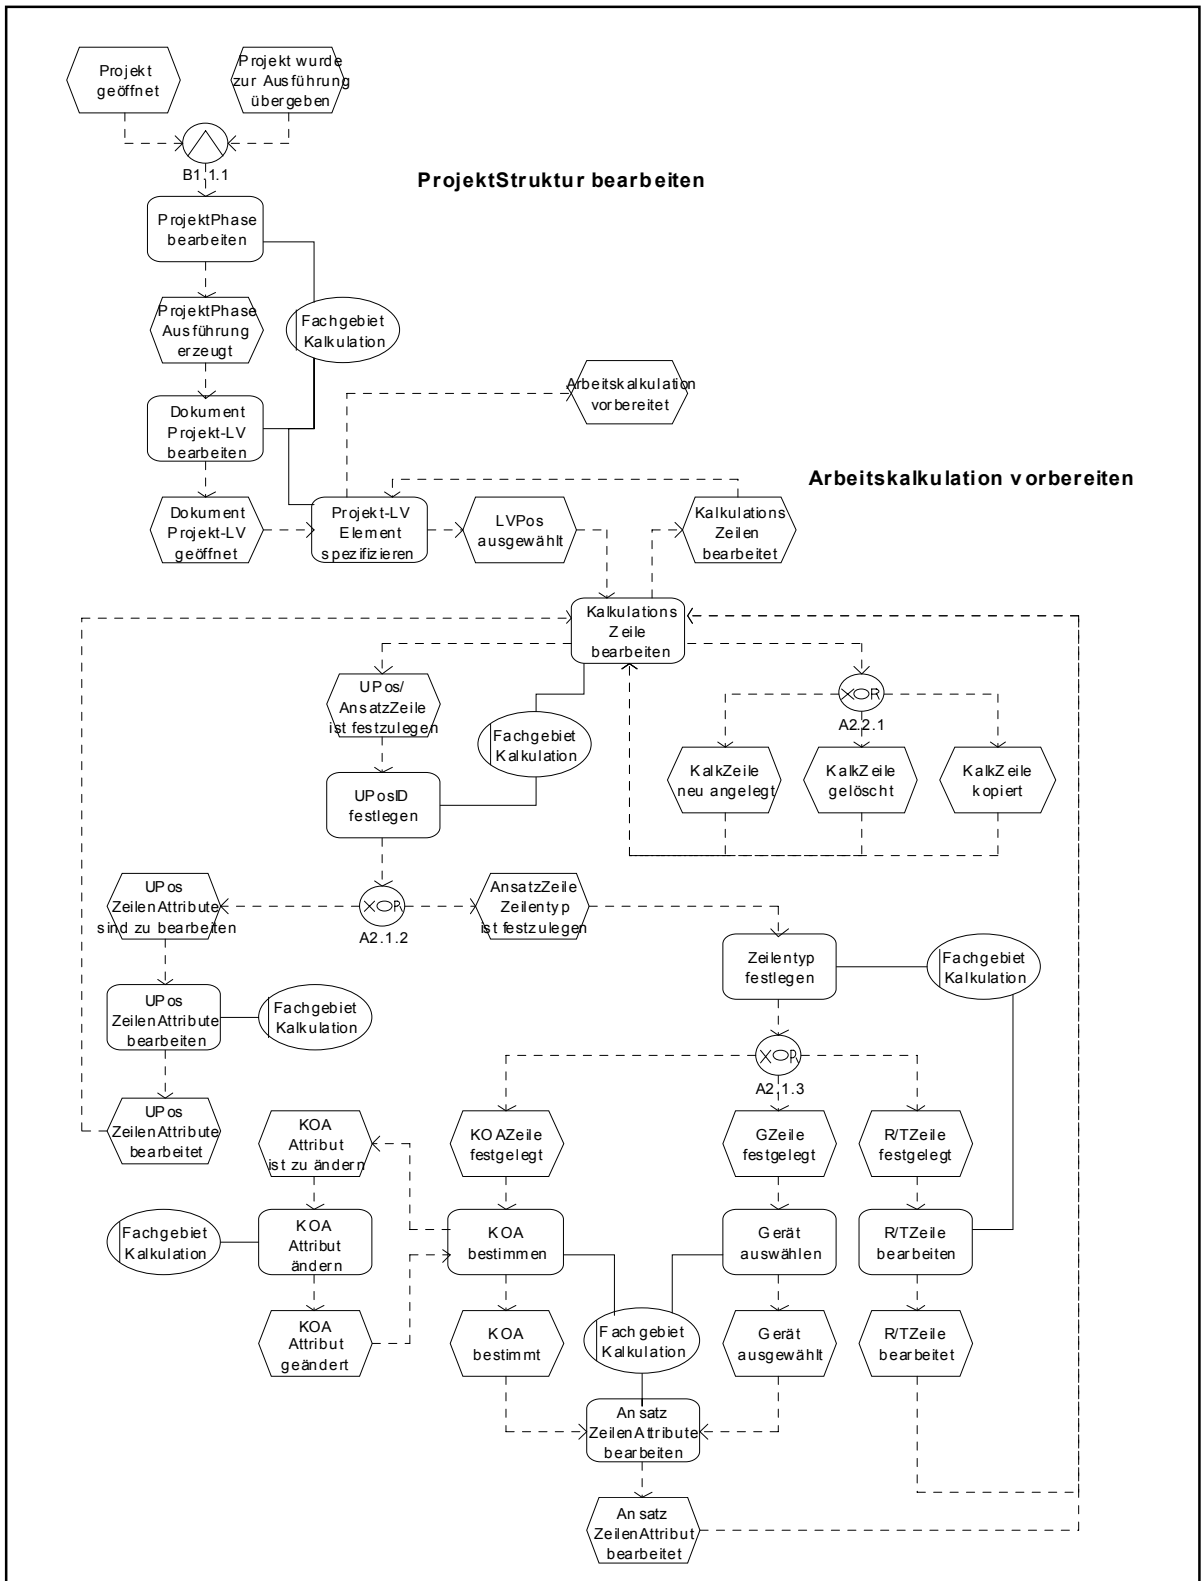 Projekt
geöffnet
Projekt wurde
zur Ausführung
übergeben
B1.1.1
ProjektStruktur bearbeiten
ProjektPhase
bearbeiten
ProjektPhase
Ausführung
erzeugt
Fachgebiet
Kalkulation
Arbeitskalkulation
vorbereitet
Dokument
Projekt-LV
bearbeiten
Arbeitskalkulation vorbereiten
Dokument
Projekt-LV
geöffnet
Projekt-LV
Element
spezifizieren
LVPos
ausgewählt
Kalkulations
Zeilen
bearbeitet
Kalkulations
Zeile
bearbeiten
UPos/
AnsatzZeile
ist festzulegen
XOR
A2.2.1
Fachgebiet
Kalkulation
KalkZeile
neu angelegt
KalkZeile
gelöscht
KalkZeile
kopiert
UPosID
festlegen
UPos
ZeilenAttribute
sind zu bearbeiten
XOR
A2.1.2
AnsatzZeile
Zeilentyp
ist festzulegen
Zeilentyp
festlegen
Fachgebiet
Kalkulation
UPos
ZeilenAttribute
bearbeiten
Fachgebiet
Kalkulation
XOR
A2.1.3
UPos
ZeilenAttribute
bearbeitet
KOA
Attribut
ist zu ändern
KOAZeile
festgelegt
GZeile
festgelegt
R/TZeile
festgelegt
Fachgebiet
Kalkulation
KOA
Attribut
ändern
KOA
bestimmen
Gerät
auswählen
R/TZeile
bearbeiten
KOA
Attribut
geändert
KOA
bestimmt
Fachgebiet
Kalkulation
Gerät
ausgewählt
R/TZeile
bearbeitet
Ansatz
ZeilenAttribute
bearbeiten
Ansatz
ZeilenAttribut
bearbeitet